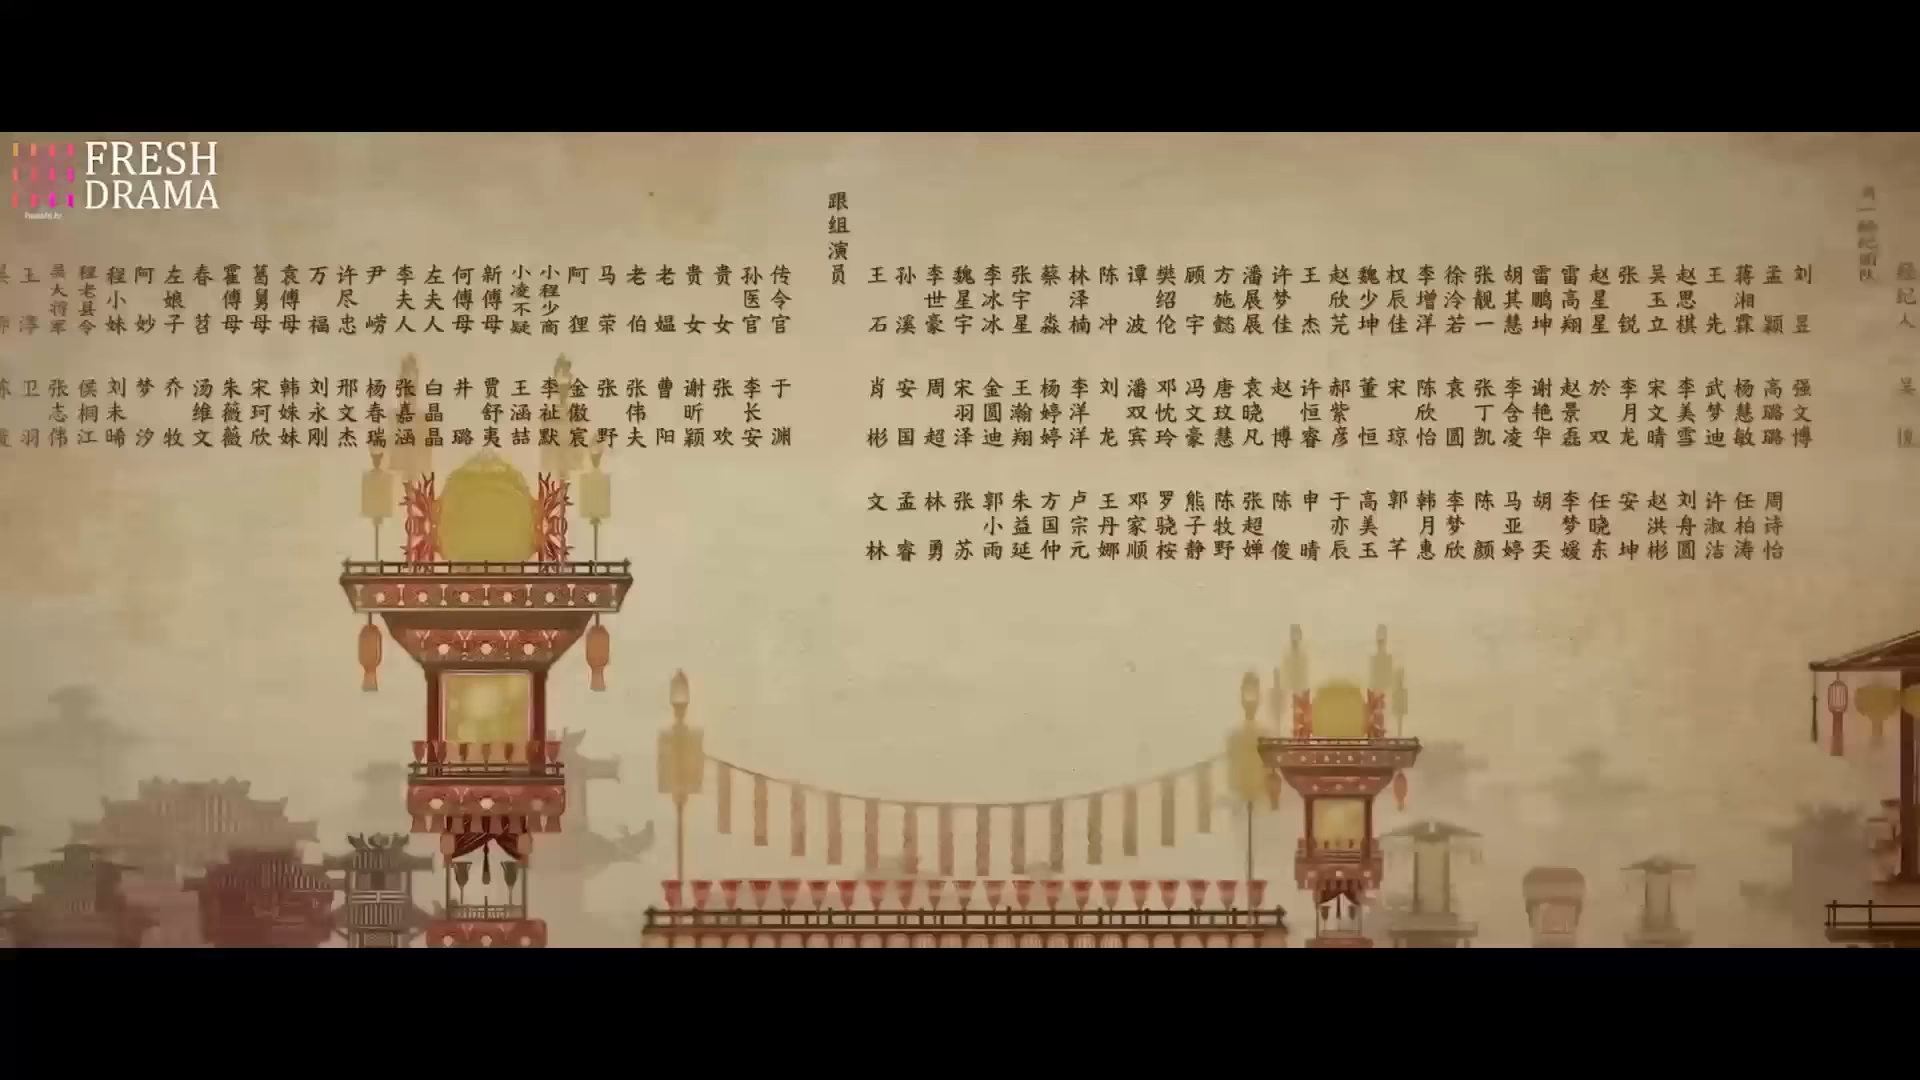 FRESH
DRAMA
王淳
吴大将军
程老县令
程小妹
阿妙
左娘子
春苕
霍傅母
葛舅母
袁傅母
万福
许尽忠
尹崂
李夫人
左夫人
何傅母
新傅母
小凌不疑
小程少商
阿狸
马荣
老伯
老媪
贵女
贵女
孙医官
传令官
卫羽
张志伟
侯桐江
刘未晞
梦汐
乔牧
汤维文
朱薇薇
宋珂欣
韩姝妹
刘永刚
邢文杰
杨春瑞
张嘉涵
白晶晶
井璐
贾舒夷
王涵喆
李祉默
金傲宸
张野
张伟夫
曹阳
谢昕颖
张欢
李长安
于渊
跟组演员
王石
孙溪
李世豪
魏星宇
李冰冰
张宇星
蔡淼
林泽楠
陈冲
谭波
樊绍伦
顾宇
方施懿
潘展展
许梦佳
王杰
赵欣芫
魏少坤
权辰佳
李增洋
徐泠若
张靓一
胡其慧
雷鹏坤
雷高翔
赵星星
张锐
吴玉立
赵思棋
王先
蒋湘霖
孟颖
刘昱
肖彬
安国
周超
宋羽泽
金圆迪
王瀚翔
杨婷婷
李洋洋
刘龙
潘双宾
邓忱玲
冯文豪
唐玟慧
袁晓凡
赵博
许恒睿
郝紫彦
董恒
宋琼
陈欣怡
袁圆
张丁凯
李含凌
谢艳华
赵景磊
於双
李月龙
宋文晴
李美雪
武梦迪
杨慧敏
高璐璐
强文博
文林
孟睿
林勇
张苏
郭小雨
朱益延
方国仲
卢宗元
王丹娜
邓家顺
罗骁桉
熊子静
陈牧野
张超婵
陈俊
申晴
于亦辰
高美玉
郭芊
韩月惠
李梦欣
陈颜
马亚婷
胡奀
李梦媛
任晓东
安坤
赵洪彬
刘舟圆
许淑洁
任柏涛
周诗怡
经纪人